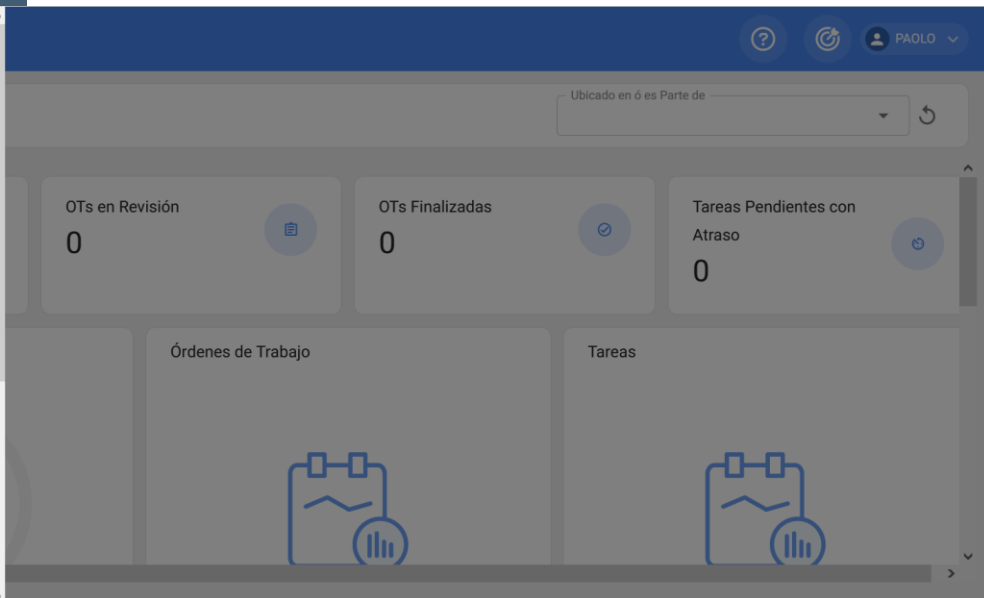 PAOLO
Ubicado en ó es Parte de
OTs en Revisión
0
OTs Finalizadas
0
Tareas Pendientes con
Atraso
0
Órdenes de Trabajo
Tareas